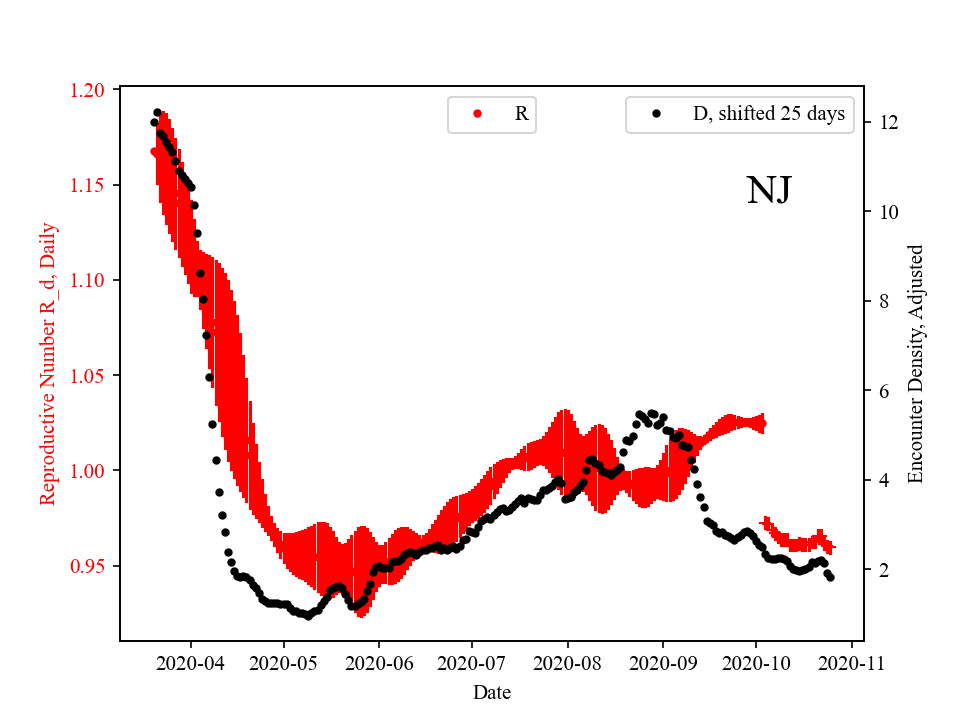 R
D, shifted 25 days
NJ
Reproductive Number R_d, Daily
1.20
1.15
1.10
1.05
1.00
0.95
12
10
8
6
4
2
Encounter Density, Adjusted
2020-04 2020-05 2020-06 2020-07 2020-08 2020-09 2020-10 2020-11
Date